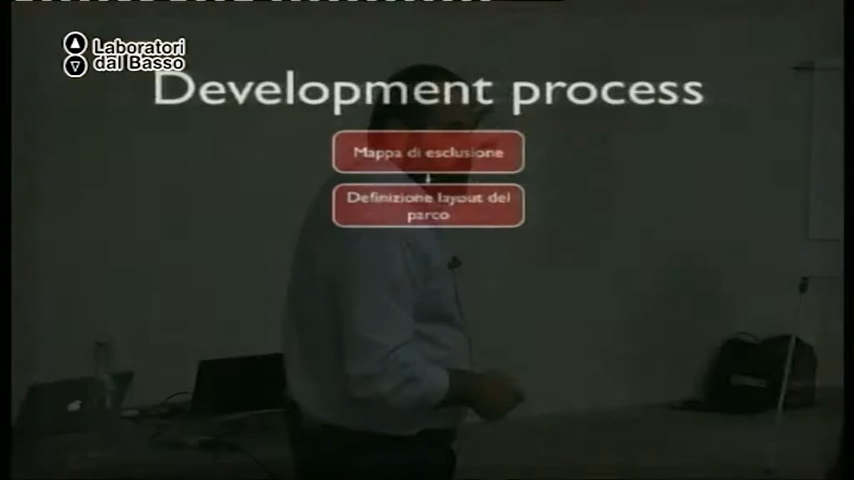 Laboratori
dal Basso
Development process
Mappa di esclusione
Definizione layout del
parco